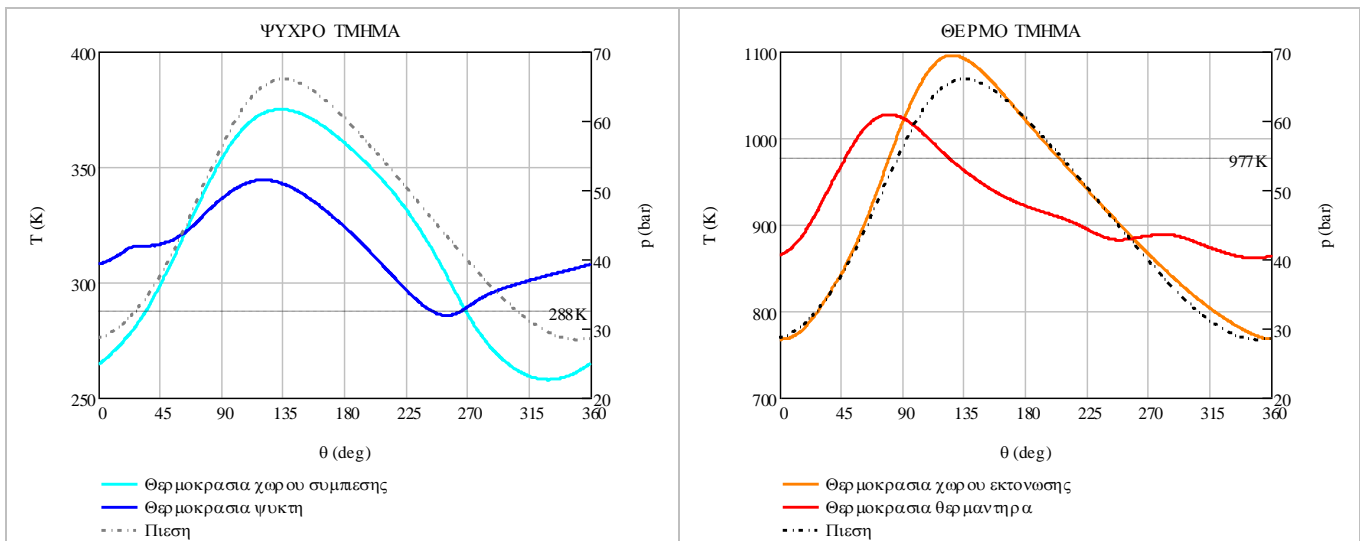 ΨΥΧΡΟ ΤΜΗΜΑ
400
350
300
250
70
60
50
40
30
20
T (K)
p (bar)
288K
0 45 90 135 180 225 270 315 360
θ (deg)
Θερμοκρασια χωρου συμπιεσης
Θερμοκρασια ψυκτη
Πιεση
ΘΕΡΜΟ ΤΜΗΜΑ
1100
1000
900
800
700
70
60
50
40
30
20
T (K)
p (bar)
977K
0 45 90 135 180 225 270 315 360
θ (deg)
Θερμοκρασια χωρου εκτονωσης
Θερμοκρασια θερμαντηρα
Πιεση